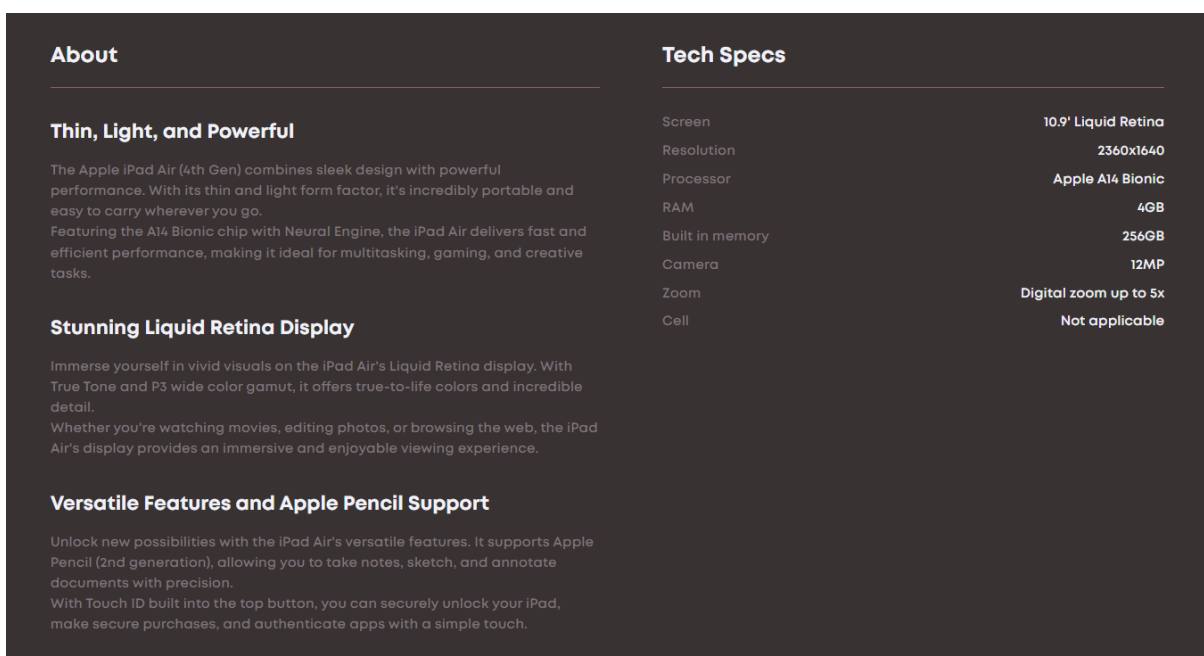 About
Thin, Light, and Powerful
The Apple iPad Air (4th Gen) combines sleek design with powerful
performance. With its thin and light form factor, it's incredibly portable and
easy to carry wherever you go.
Featuring the A14 Bionic chip with Neural Engine, the iPad Air delivers fast and
efficient performance, making it ideal for multitasking, gaming, and creative
tasks.
Stunning Liquid Retina Display
Immerse yourself in vivid visuals on the iPad Air's Liquid Retina display. With
True Tone and P3 wide color gamut, it offers true-to-life colors and incredible
detail.
Whether you're watching movies, editing photos, or browsing the web, the iPad
Air's display provides an immersive and enjoyable viewing experience.
Versatile Features and Apple Pencil Support
Unlock new possibilities with the iPad Air's versatile features. It supports Apple
Pencil (2nd generation), allowing you to take notes, sketch, and annotate
documents with precision.
With Touch ID built into the top button, you can securely unlock your iPad,
make secure purchases, and authenticate apps with a simple touch.
Tech Specs
Screen 10.9' Liquid Retina
Resolution 2360x1640
Processor Apple A14 Bionic
RAM 4GB
Built in memory 256GB
Camera 12MP
Zoom Digital zoom up to 5x
Cell Not applicable